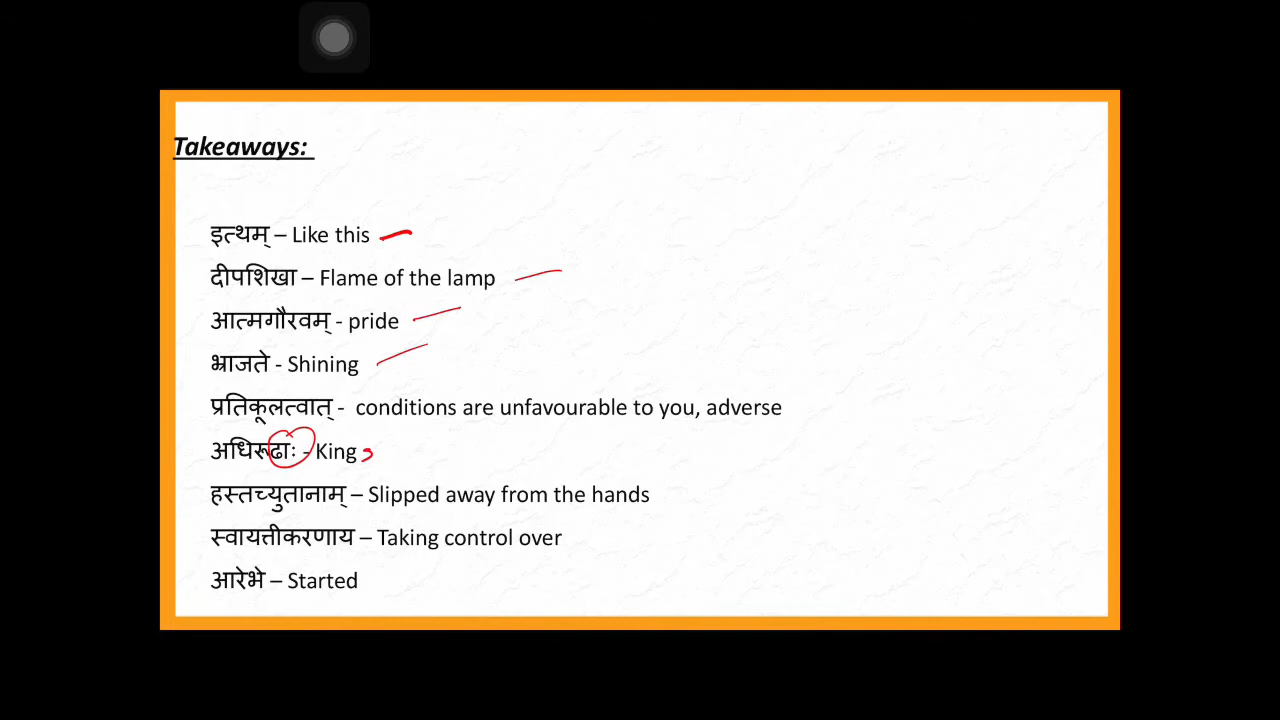 Takeaways:
इत्थम् – Like this
दीपशिखा – Flame of the lamp
आत्मगौरवम् - pride
भ्राजते - Shining
प्रतिकूलत्वात् - conditions are unfavourable to you, adverse
अधिरूढाः - Kings
हस्तच्युतानाम् – Slipped away from the hands
स्वायत्तीकरणाय – Taking control over
आरेभे – Started